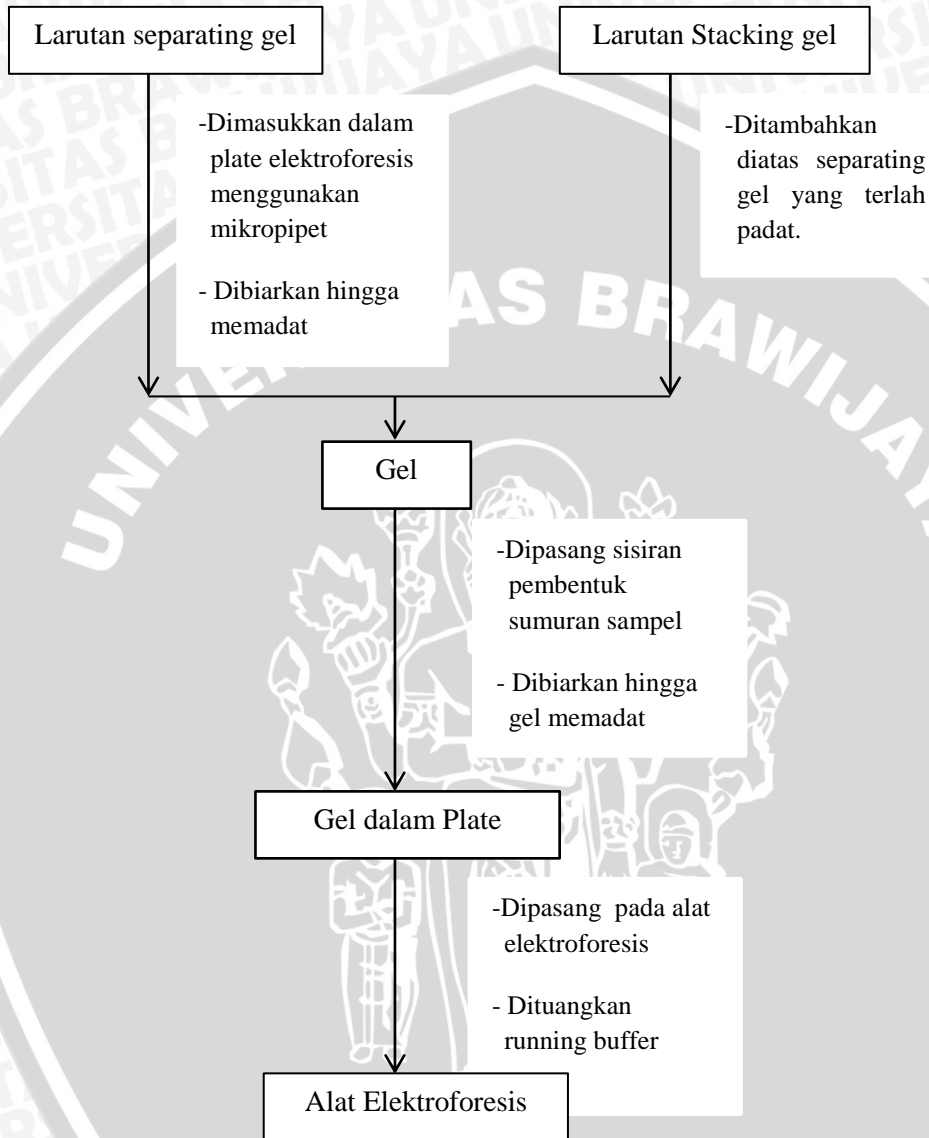 Larutan separating gel
Larutan Stacking gel
-Dimasukkan dalam
plate elektroforesis
menggunakan
mikropipet
- Dibiarkan hingga
memadat
-Ditambahkan
diatas separating
gel yang terlah
padat.
Gel
-Dipasang sisiran
pembentuk
sumuran sampel
- Dibiarkan hingga
gel memadat
Gel dalam Plate
-Dipasang pada alat
elektroforesis
- Dituangkan
running buffer
Alat Elektroforesis
AS BRAWIJAYA